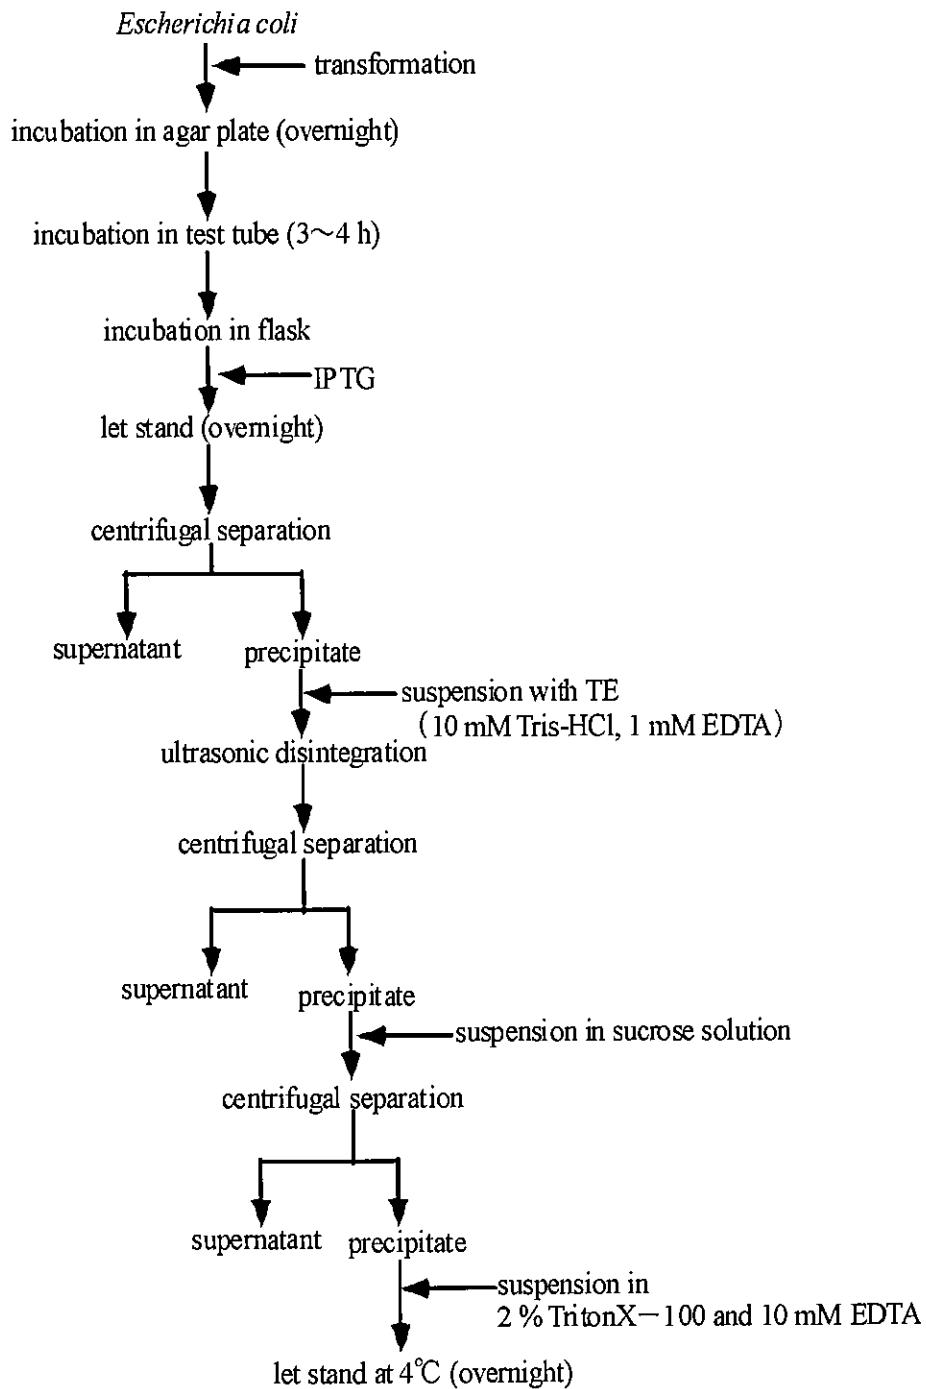 Escherichia coli
transformation
incubation in agar plate (overnight)
incubation in test tube (3～4 h)
incubation in flask
IPTG
let stand (overnight)
centrifugal separation
supernatant
precipitate
suspension with TE
（10 mM Tris-HCl, 1 mM EDTA）
ultrasonic disintegration
centrifugal separation
supernatant
precipitate
suspension in sucrose solution
centrifugal separation
supernatant
precipitate
suspension in
2 % TritonX－100 and 10 mM EDTA
let stand at 4℃ (overnight)